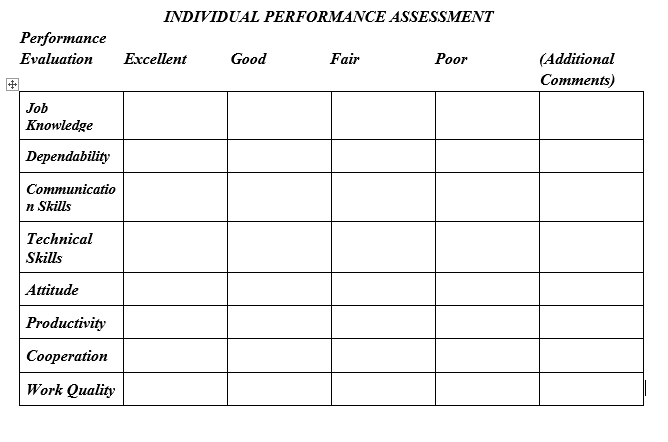 INDIVIDUAL PERFORMANCE ASSESSMENT
Performance
Evaluation Excellent Good Fair Poor (Additional
Comments)
Job
Knowledge
Dependability
Communicatio
n Skills
Technical
Skills
Attitude
Productivity
Cooperation
Work Quality